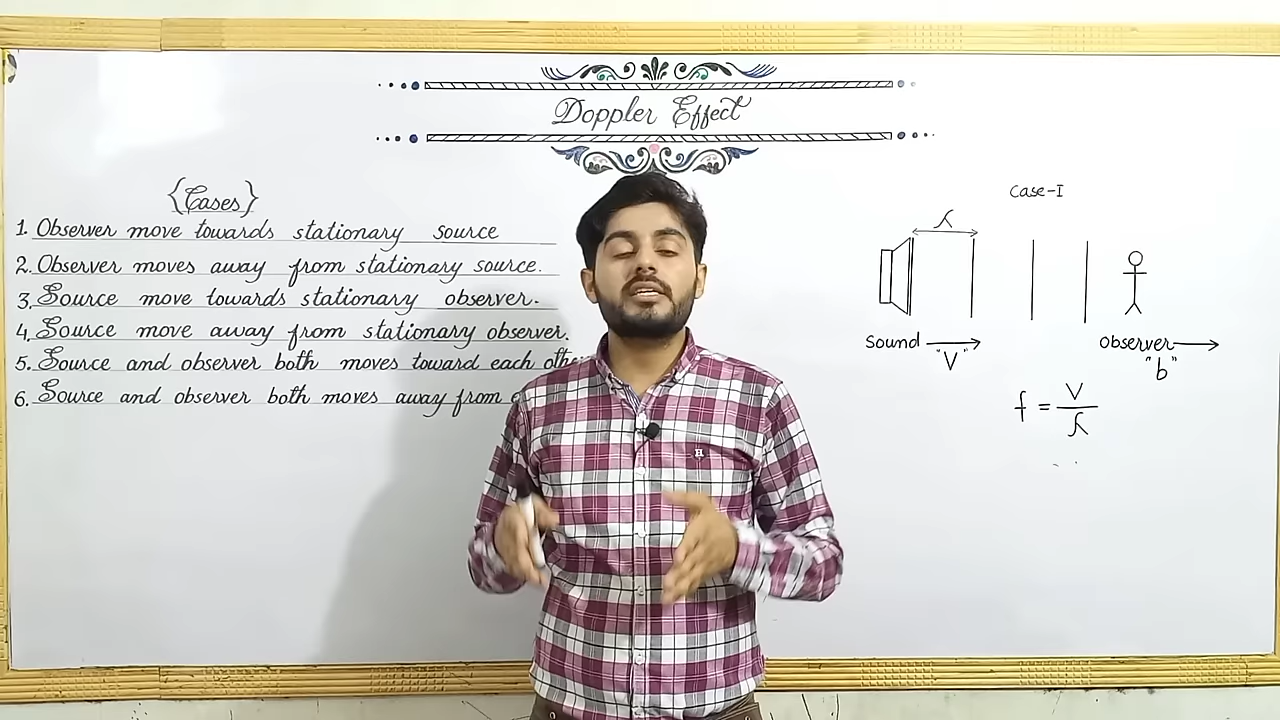 Doppler Effect
{Cases}
1. Observer move towards stationary source
2. Observer moves away from stationary source.
3. Source move towards stationary observer.
4. Source move away from stationary observer.
5. Source and observer both moves toward each othe
6. Source and observer both moves away from
Case-I
λ
Sound → "V"
observer → "b"
f = V / λ